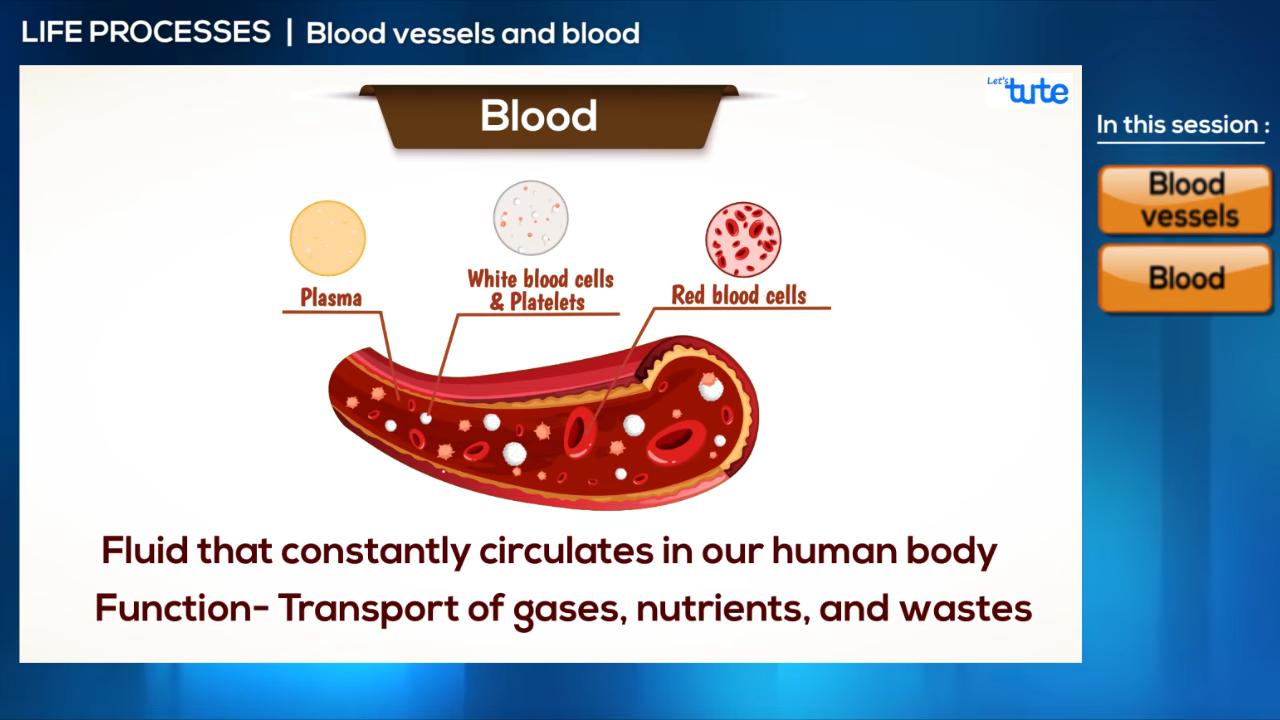 LIFE PROCESSES | Blood vessels and blood
Let's tute
In this session :
Blood
vessels
Blood
Blood
Plasma
White blood cells
& Platelets
Red blood cells
Fluid that constantly circulates in our human body
Function- Transport of gases, nutrients, and wastes